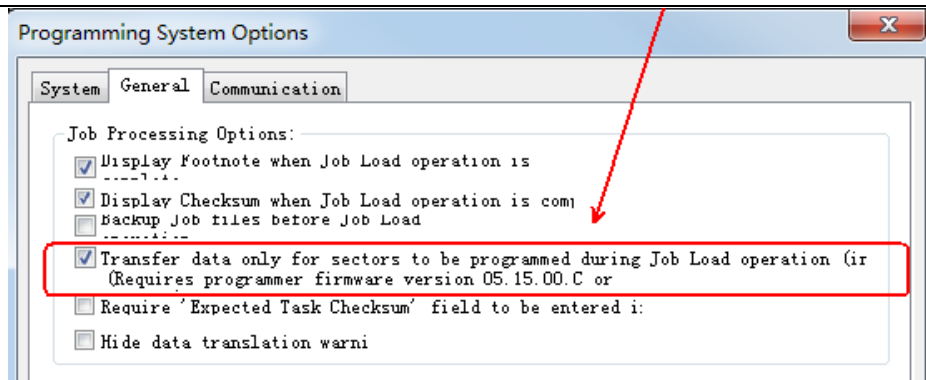 Programming System Options
System General Communication
Job Processing Options:
Display Footnote when Job Load operation is
Display Checksum when Job Load operation is
Backup Job files before Job Load
Transfer data only for sectors to be programmed during Job Load operation
(Requires programmer firmware version 05.15.00.C or
Require 'Expected Task Checksum' field to be entered
Hide data translation